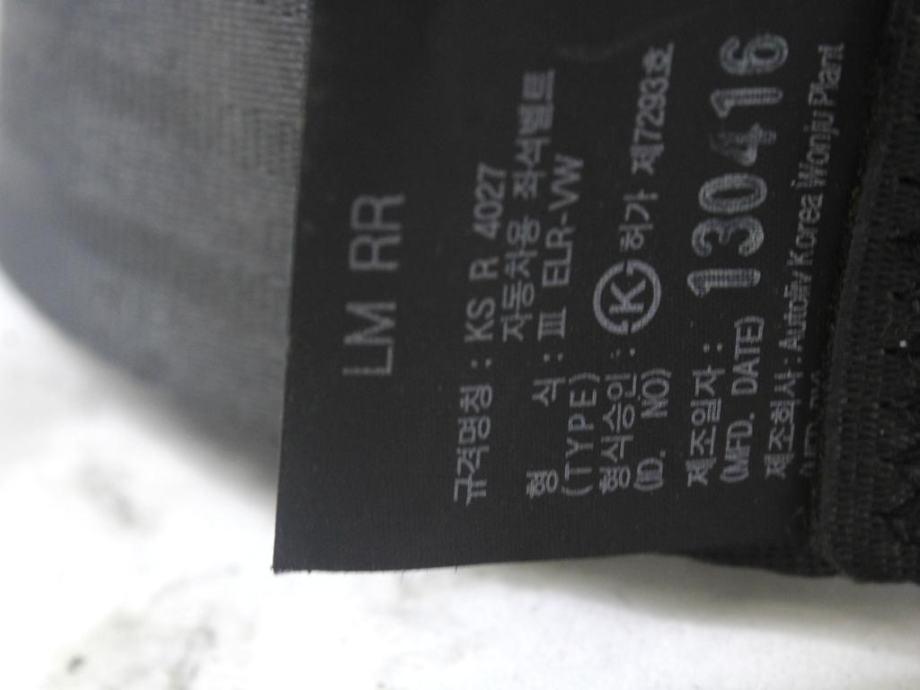 LM RR
규격명칭 : KS R 4027
자동차용 좌석벨트
형 식 : Ⅲ ELR-VW
(TYPE)
형식승인 : Ⓚ 허가 제7293호
(ID. NO)
제조일자 : 130416
(MFD. DATE)
제조회사 : Autoliv Korea Wonju Plant